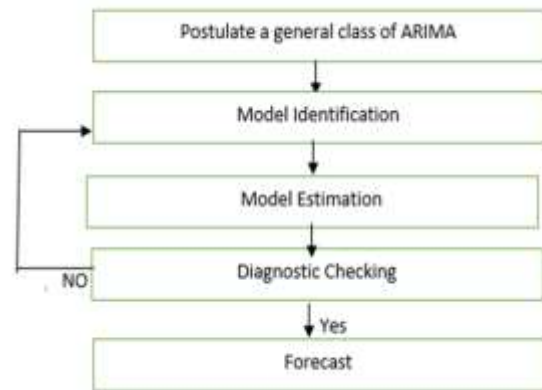 Postulate a general class of ARIMA
Model Identification
Model Estimation
Diagnostic Checking
NO
Yes
Forecast